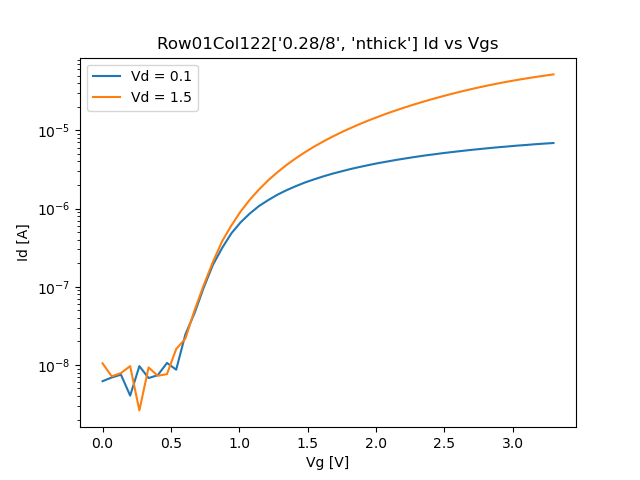 Row01Col122['0.28/8', 'nthick'] Id vs Vgs
Vd = 0.1
Vd = 1.5
Id [A]
10⁻⁵
10⁻⁶
10⁻⁷
10⁻⁸
0.0 0.5 1.0 1.5 2.0 2.5 3.0
Vg [V]